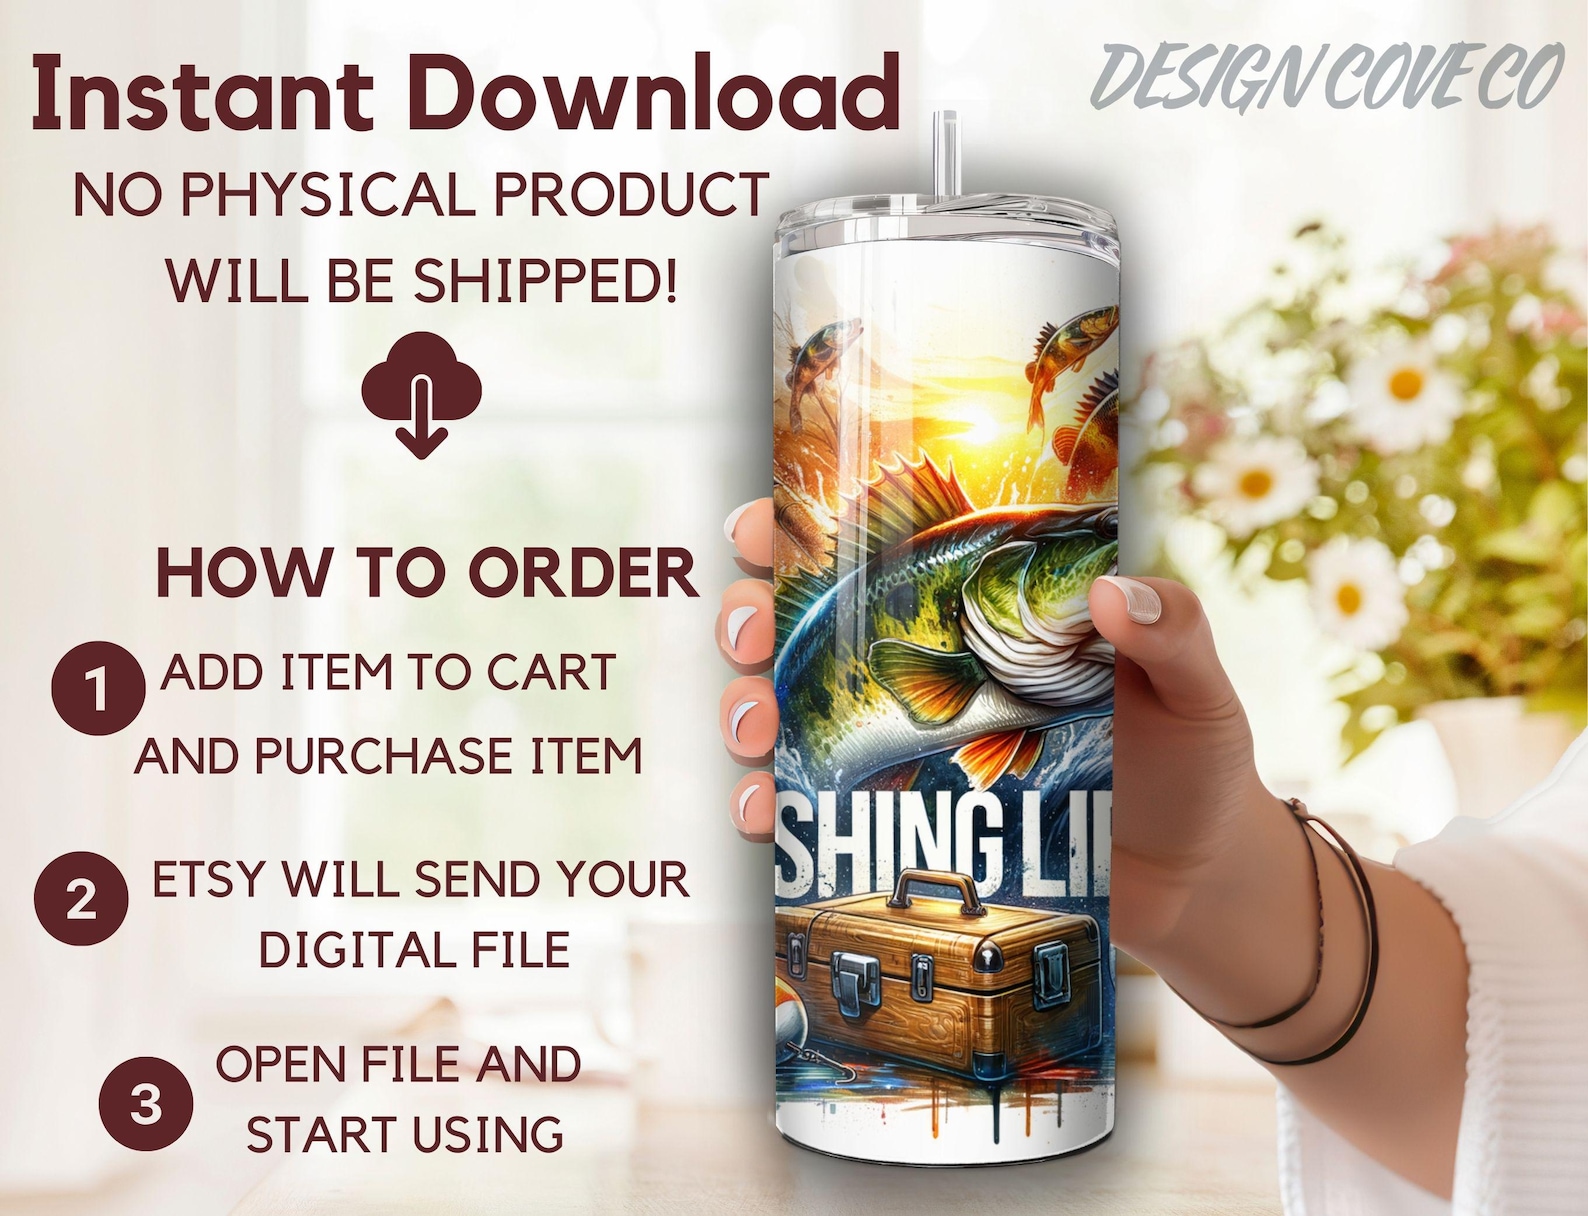 Instant Download
DESIGN COVE CO
NO PHYSICAL PRODUCT
WILL BE SHIPPED!
HOW TO ORDER
1 ADD ITEM TO CART
AND PURCHASE ITEM
2 ETSY WILL SEND YOUR
DIGITAL FILE
3 OPEN FILE AND
START USING
SHING LIF